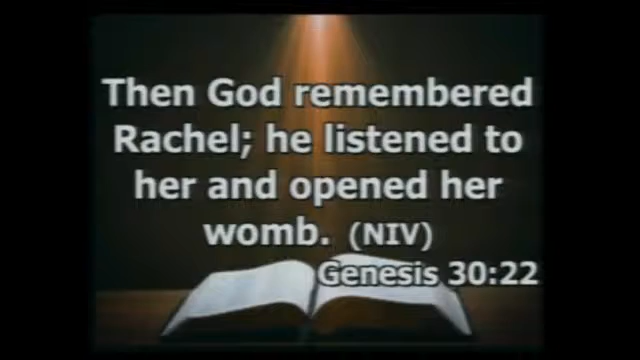 Then God remembered
Rachel; he listened to
her and opened her
womb. (NIV)
Genesis 30:22